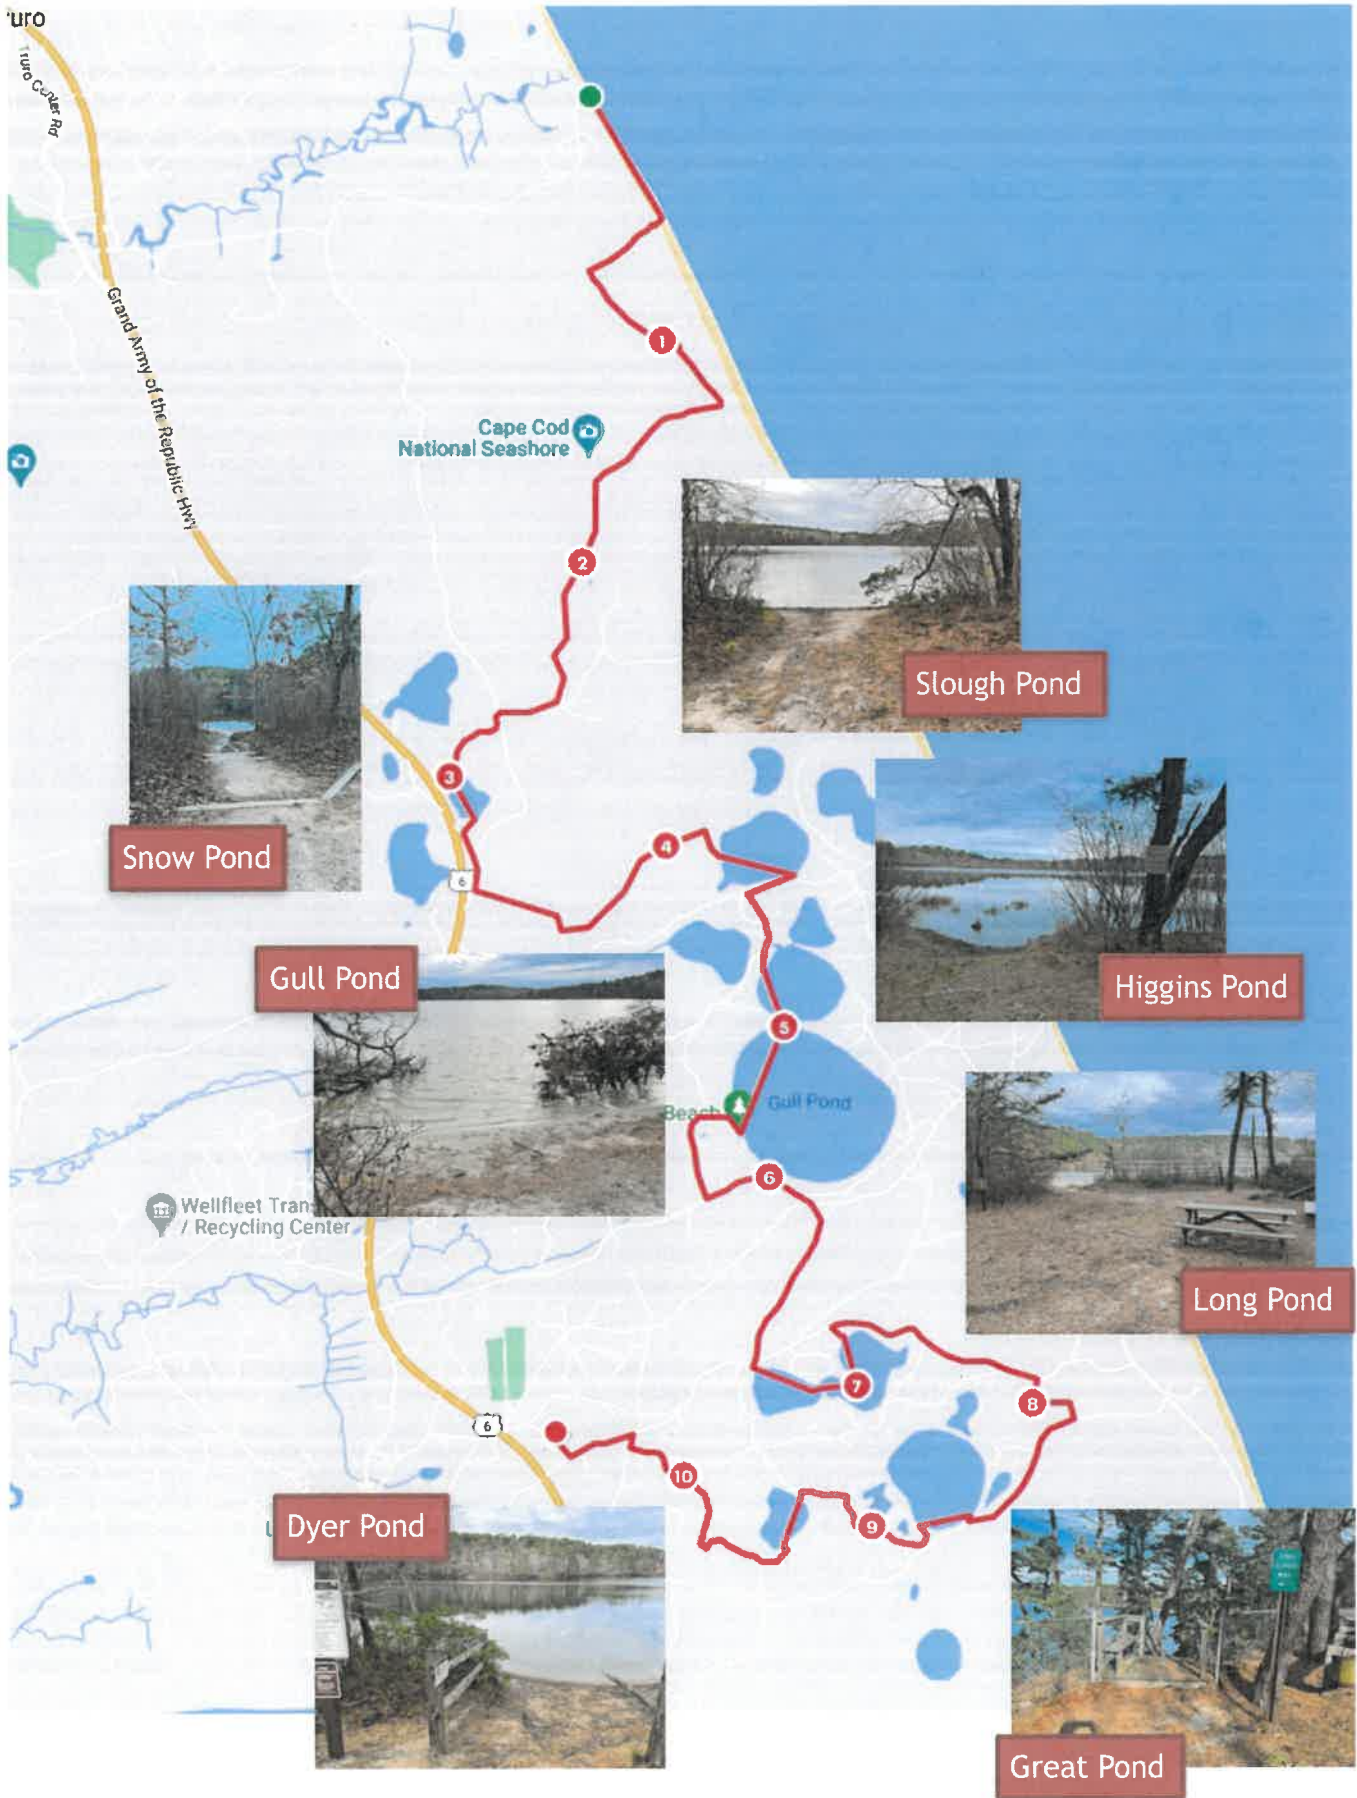 'uro
Truro Center Rd
Grand Army of the Republic Hwy
1
Cape Cod
National Seashore
2
Slough Pond
3
Snow Pond
4
6
Gull Pond
Higgins Pond
5
Beach
Gull Pond
6
Wellfleet Tran
/ Recycling Center
Long Pond
7
8
6
10
9
Dyer Pond
Great Pond